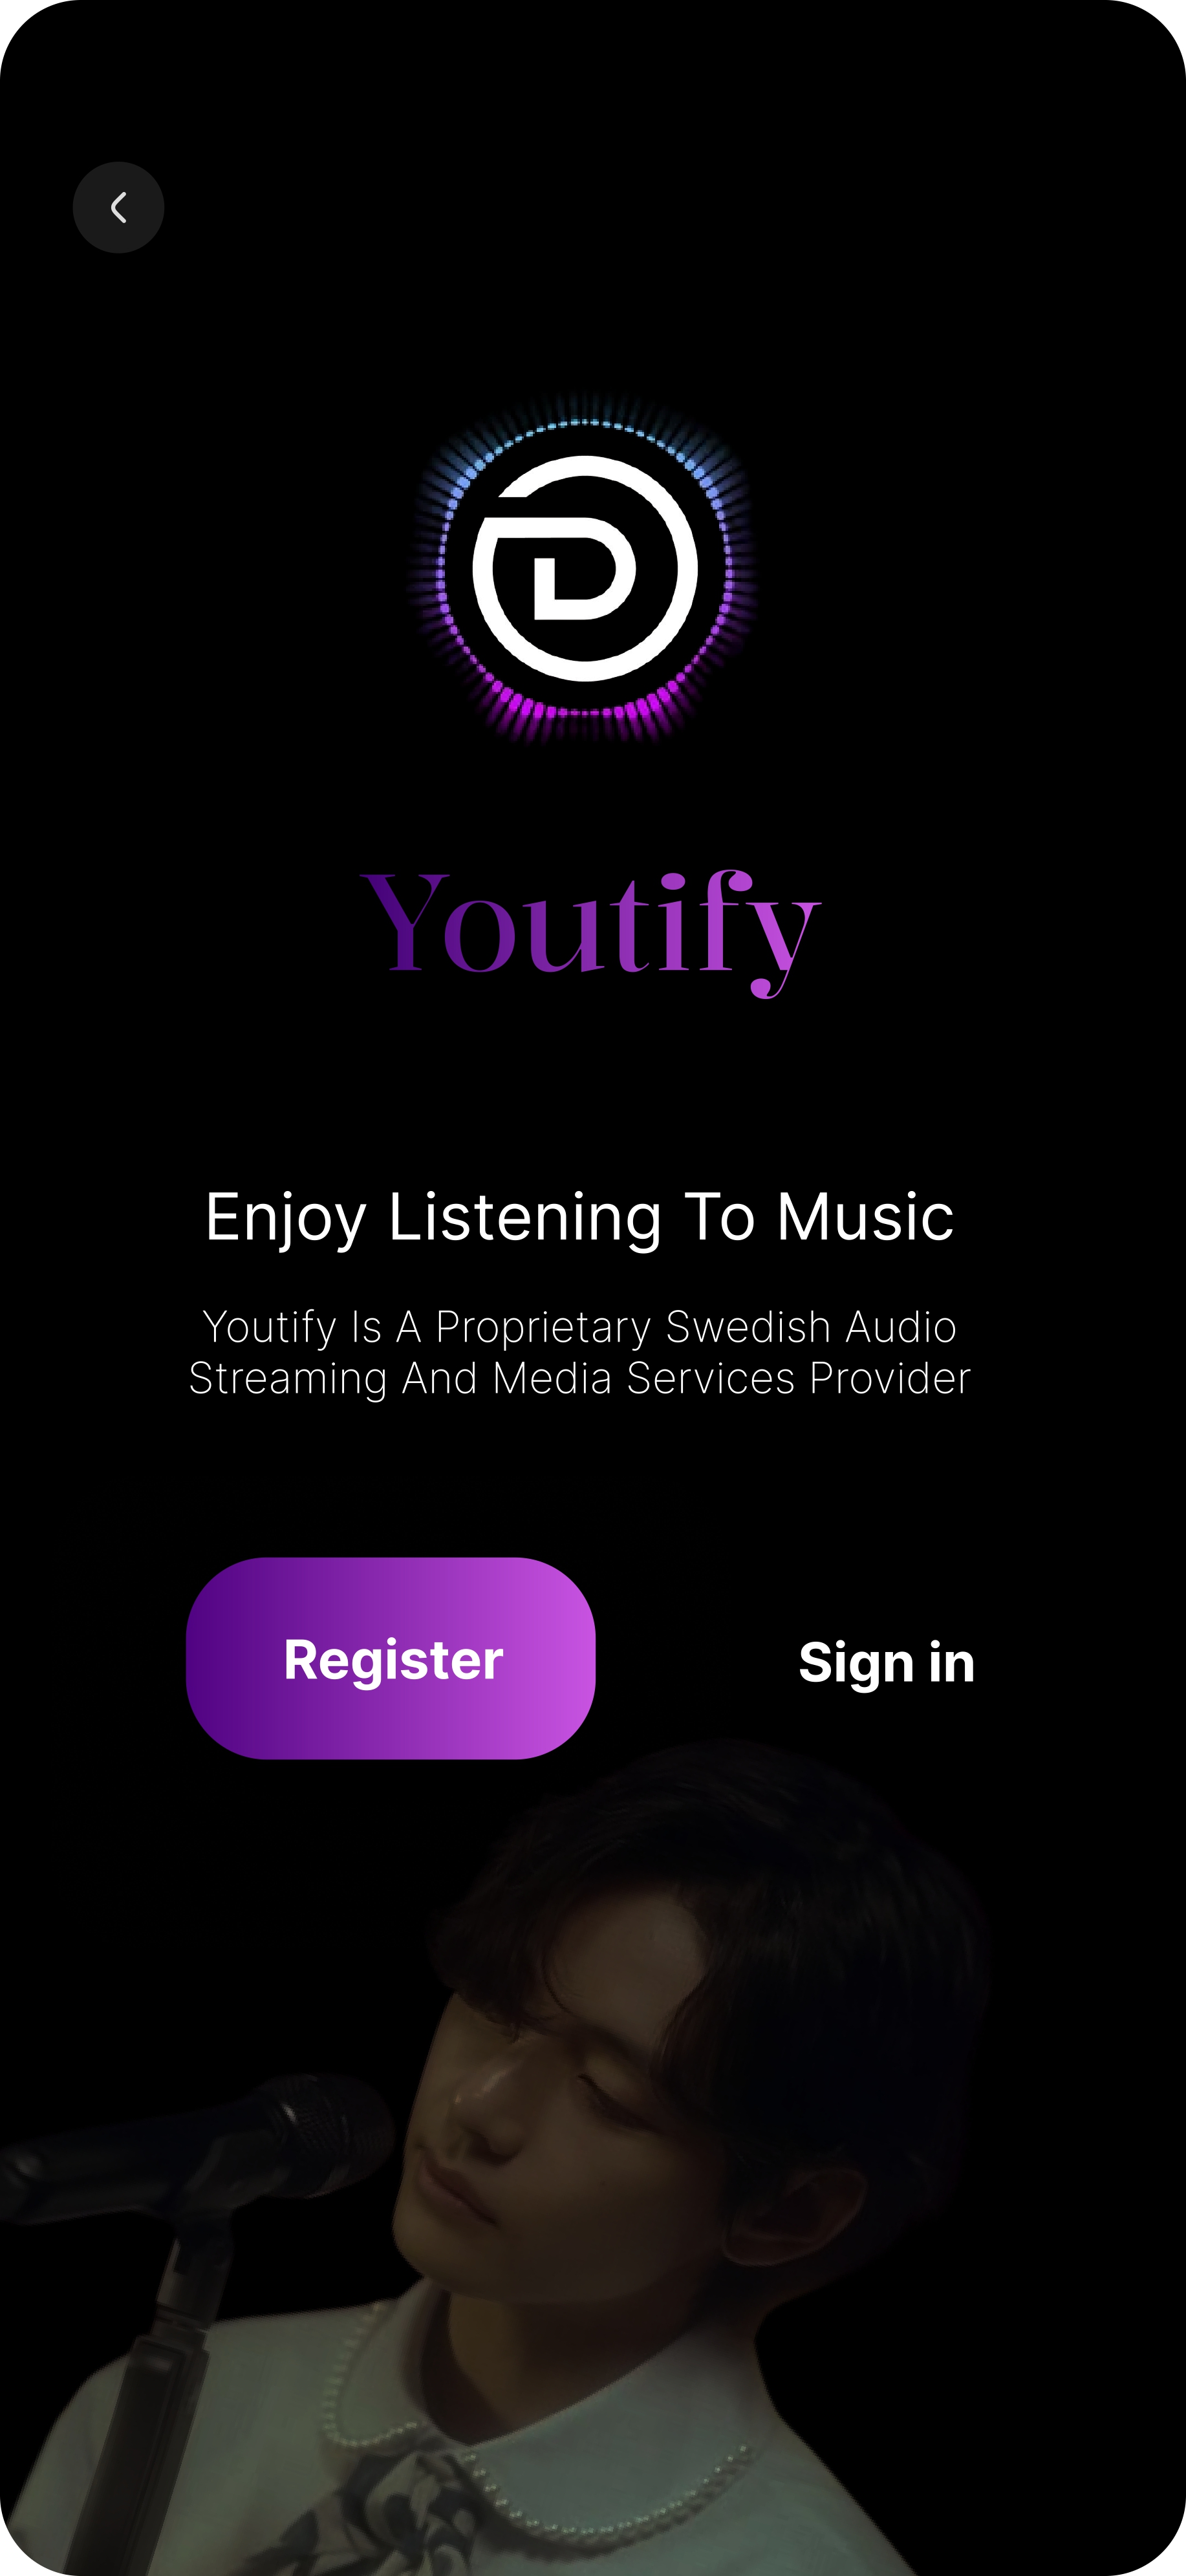 Youtify
Enjoy Listening To Music
Youtify Is A Proprietary Swedish Audio
Streaming And Media Services Provider
Register
Sign in